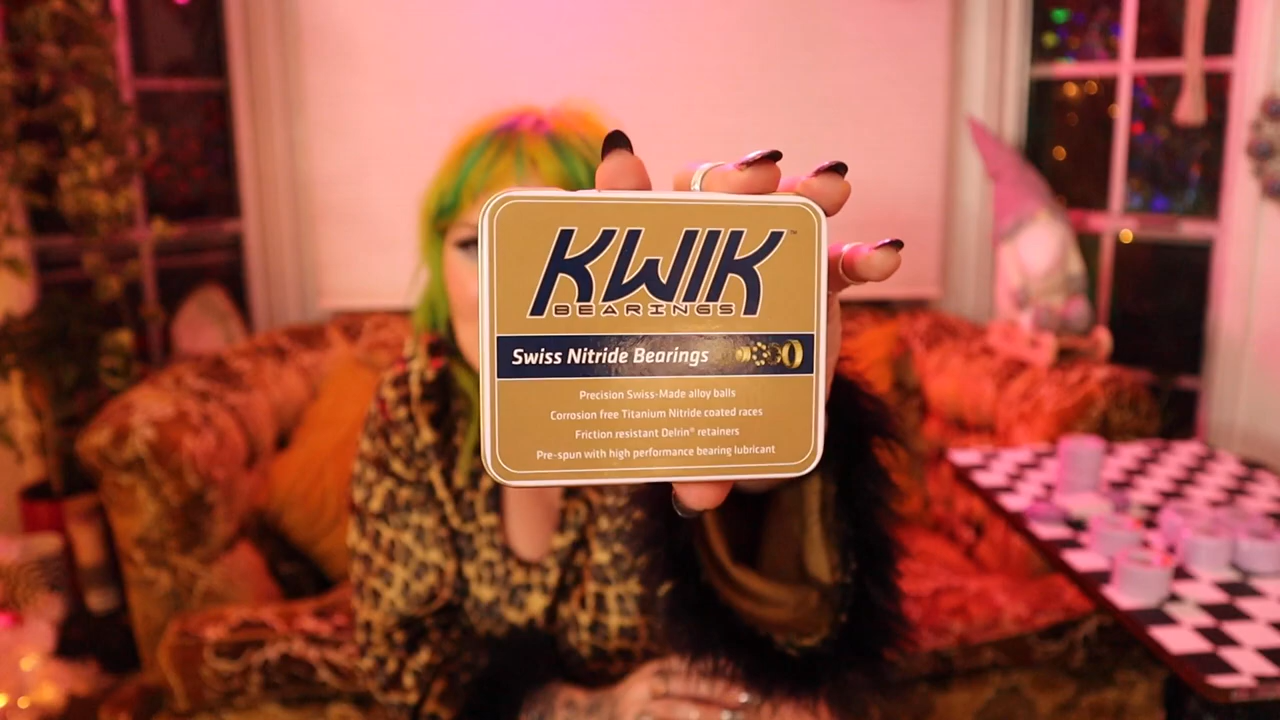 KWIK™
BEARINGS
Swiss Nitride Bearings
Precision Swiss-Made alloy balls
Corrosion free Titanium Nitride coated races
Friction resistant Delrin® retainers
Pre-spun with high performance bearing lubricant